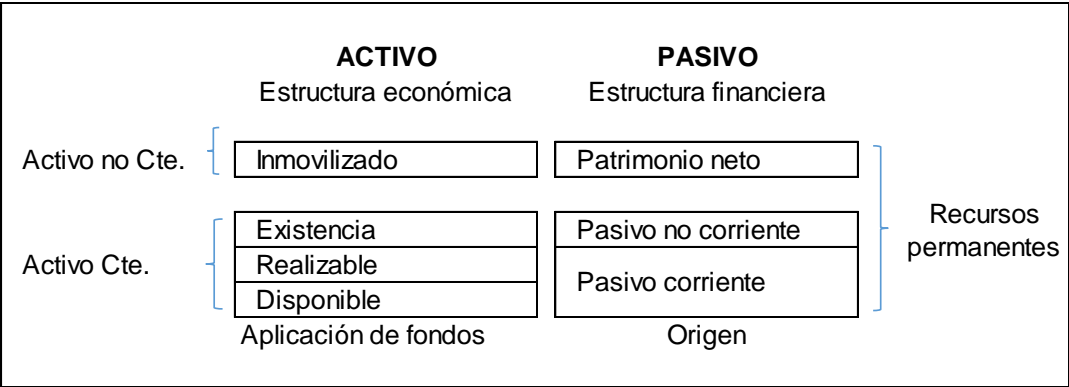 ACTIVO PASIVO
Estructura económica Estructura financiera
Activo no Cte. Inmovilizado Patrimonio neto
Existencia Pasivo no corriente
Recursos
permanentes
Activo Cte. Realizable
Pasivo corriente
Disponible
Aplicación de fondos Origen